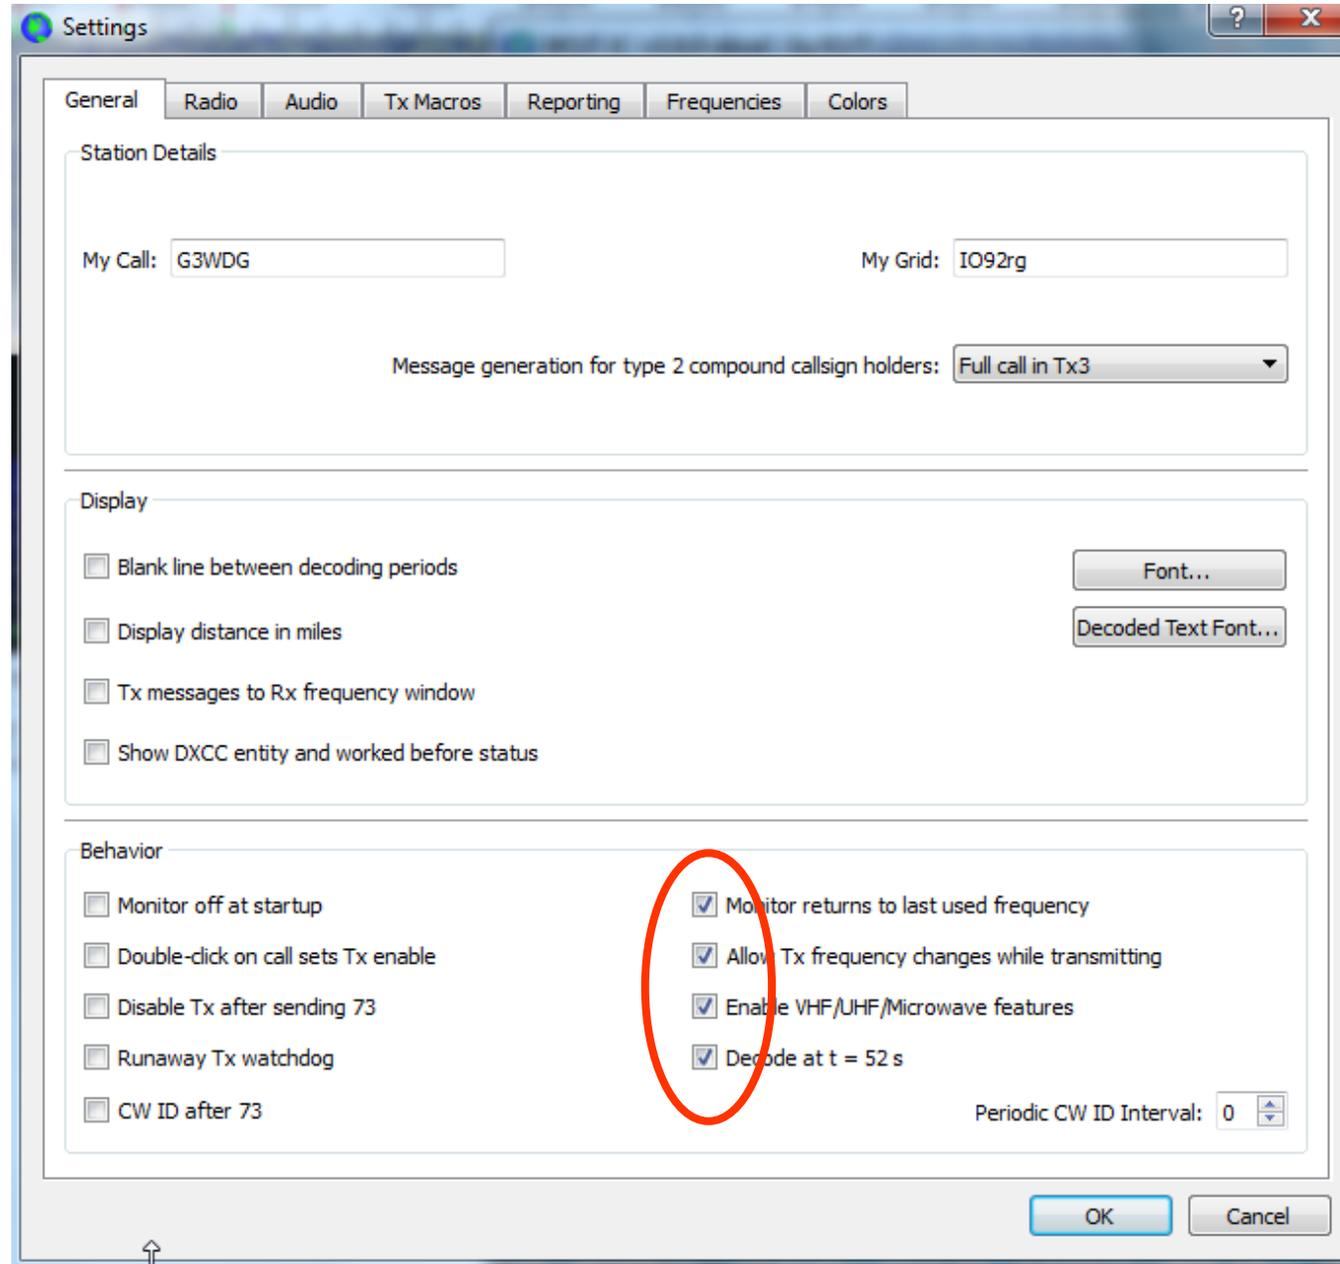 Settings
General Radio Audio Tx Macros Reporting Frequencies Colors
Station Details
My Call: G3WDG My Grid: IO92rg
Message generation for type 2 compound callsign holders: Full call in Tx3
Display
Blank line between decoding periods Font...
Display distance in miles Decoded Text Font...
Tx messages to Rx frequency window
Show DXCC entity and worked before status
Behavior
Monitor off at startup Monitor returns to last used frequency
Double-click on call sets Tx enable Allow Tx frequency changes while transmitting
Disable Tx after sending 73 Enable VHF/UHF/Microwave features
Runaway Tx watchdog Decode at t = 52 s
CW ID after 73 Periodic CW ID Interval: 0
OK Cancel